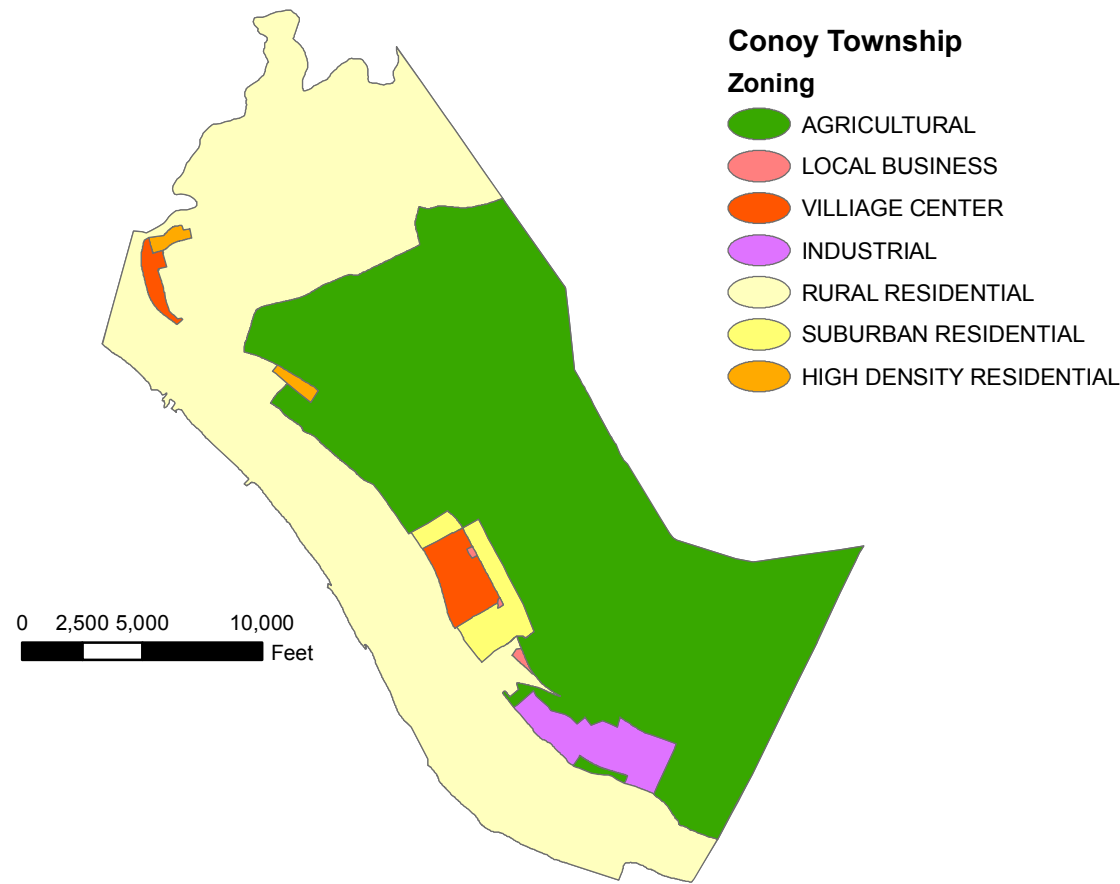 Conoy Township
Zoning
AGRICULTURAL
LOCAL BUSINESS
VILLIAGE CENTER
INDUSTRIAL
RURAL RESIDENTIAL
SUBURBAN RESIDENTIAL
HIGH DENSITY RESIDENTIAL
0 2,500 5,000 10,000
Feet